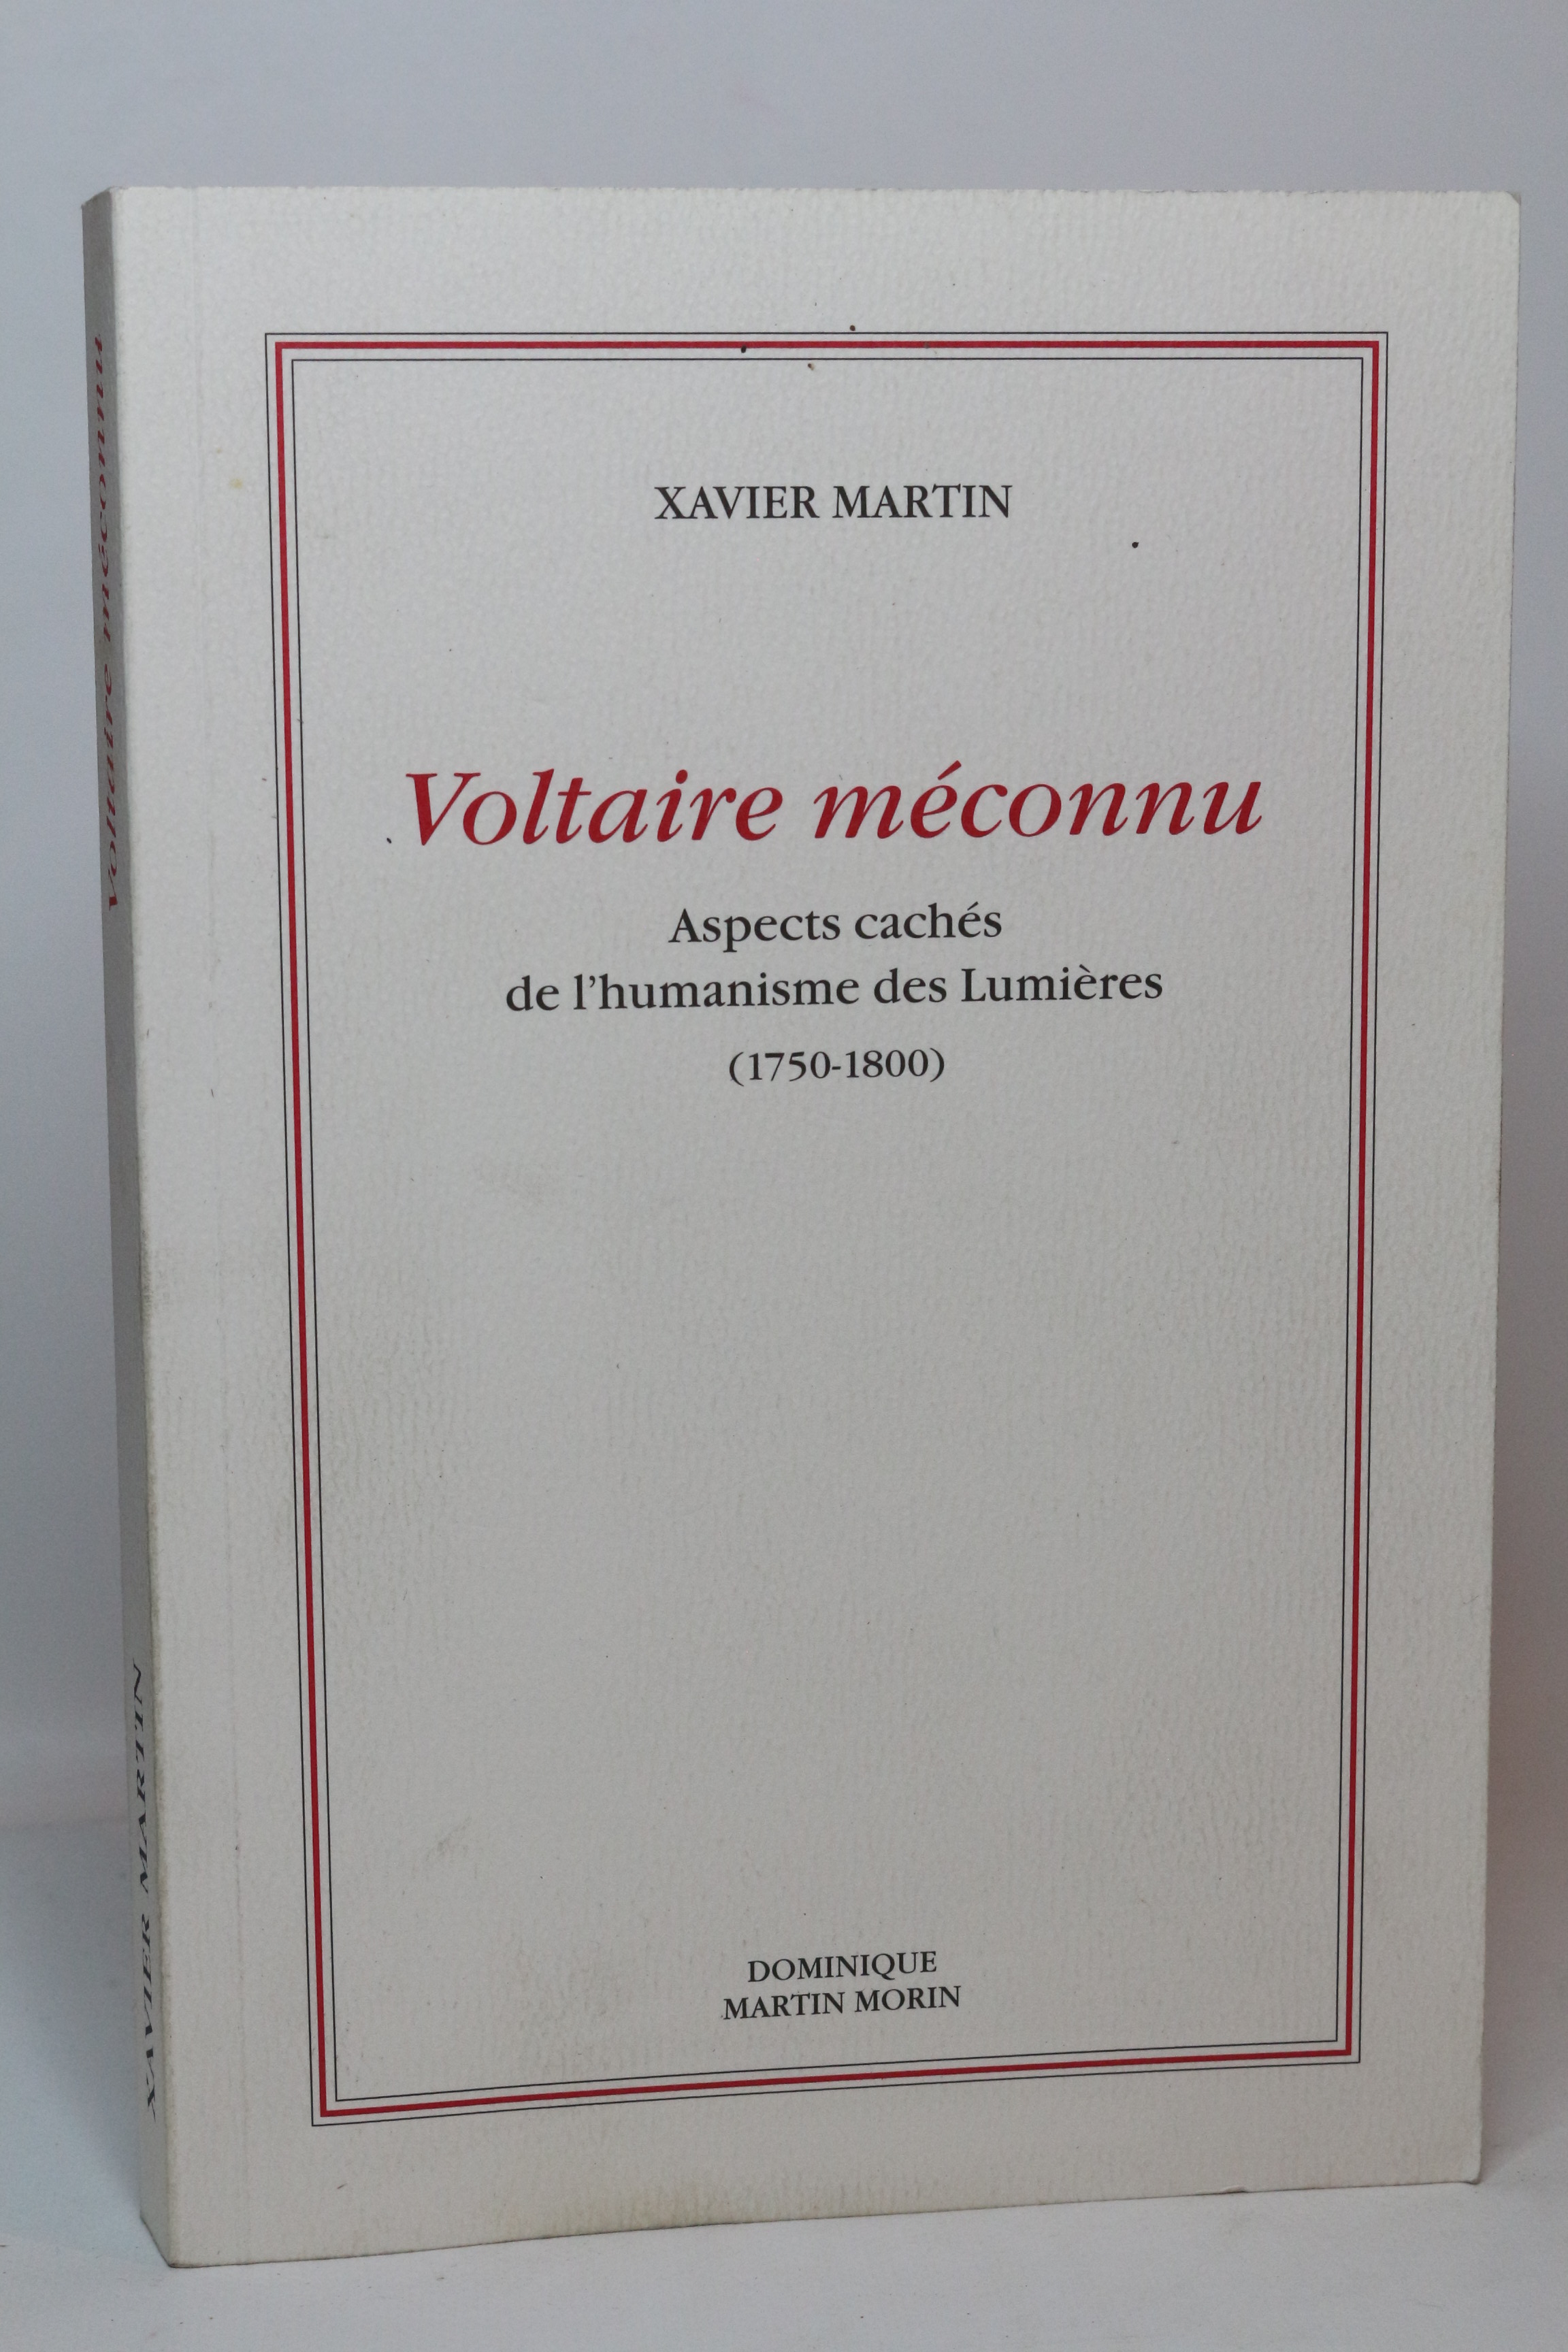 XAVIER MARTIN
Voltaire méconnu
Aspects cachés
de l'humanisme des Lumières
(1750-1800)
DOMINIQUE
MARTIN MORIN
Voltaire méconnu
XAVIER MARTIN